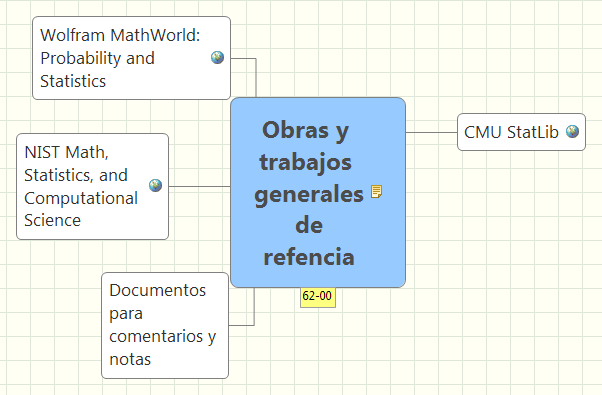 Wolfram MathWorld:
Probability and
Statistics
NIST Math,
Statistics, and
Computational
Science
Documentos
para
comentarios y
notas
Obras y
trabajos
generales
de
refencia
62-00
CMU StatLib